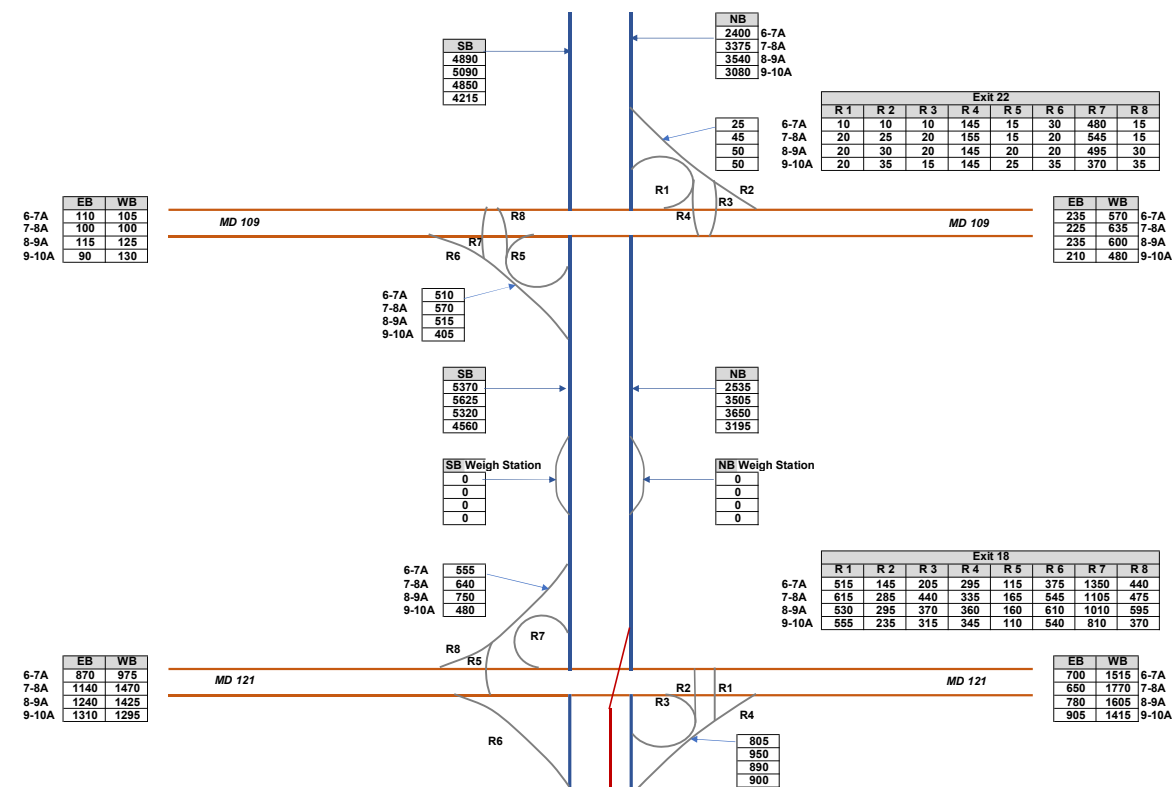 NB
2400 6-7A
3375 7-8A
3540 8-9A
3080 9-10A
SB
4890
5090
4850
4215
Exit 22
R 1 R 2 R 3 R 4 R 5 R 6 R 7 R 8
6-7A 10 10 10 145 15 30 480 15
7-8A 20 25 20 155 15 20 545 15
8-9A 20 30 20 145 20 20 495 30
9-10A 20 35 15 145 25 35 370 35
25
45
50
50
R1
R2
R3
R4
R8
R7
R6
R5
EB WB
6-7A 110 105
7-8A 100 100
8-9A 115 125
9-10A 90 130
MD 109
MD 109
EB WB
235 570 6-7A
225 635 7-8A
235 600 8-9A
210 480 9-10A
6-7A 510
7-8A 570
8-9A 515
9-10A 405
SB
5370
5625
5320
4560
NB
2535
3505
3650
3195
SB Weigh Station
0
0
0
0
NB Weigh Station
0
0
0
0
6-7A 555
7-8A 640
8-9A 750
9-10A 480
Exit 18
R 1 R 2 R 3 R 4 R 5 R 6 R 7 R 8
6-7A 515 145 205 295 115 375 1350 440
7-8A 615 285 440 335 165 545 1105 475
8-9A 530 295 370 360 160 610 1010 595
9-10A 555 235 315 345 110 540 810 370
R7
R8
R5
EB WB
6-7A 870 975
7-8A 1140 1470
8-9A 1240 1425
9-10A 1310 1295
MD 121
MD 121
EB WB
700 1515 6-7A
650 1770 7-8A
780 1605 8-9A
905 1415 9-10A
R2
R1
R3
R4
R6
805
950
890
900